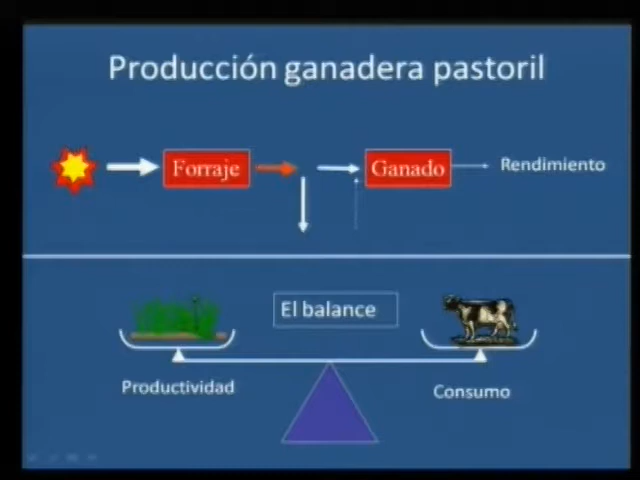 Producción ganadera pastoril
Forraje
Ganado
Rendimiento
El balance
Productividad
Consumo